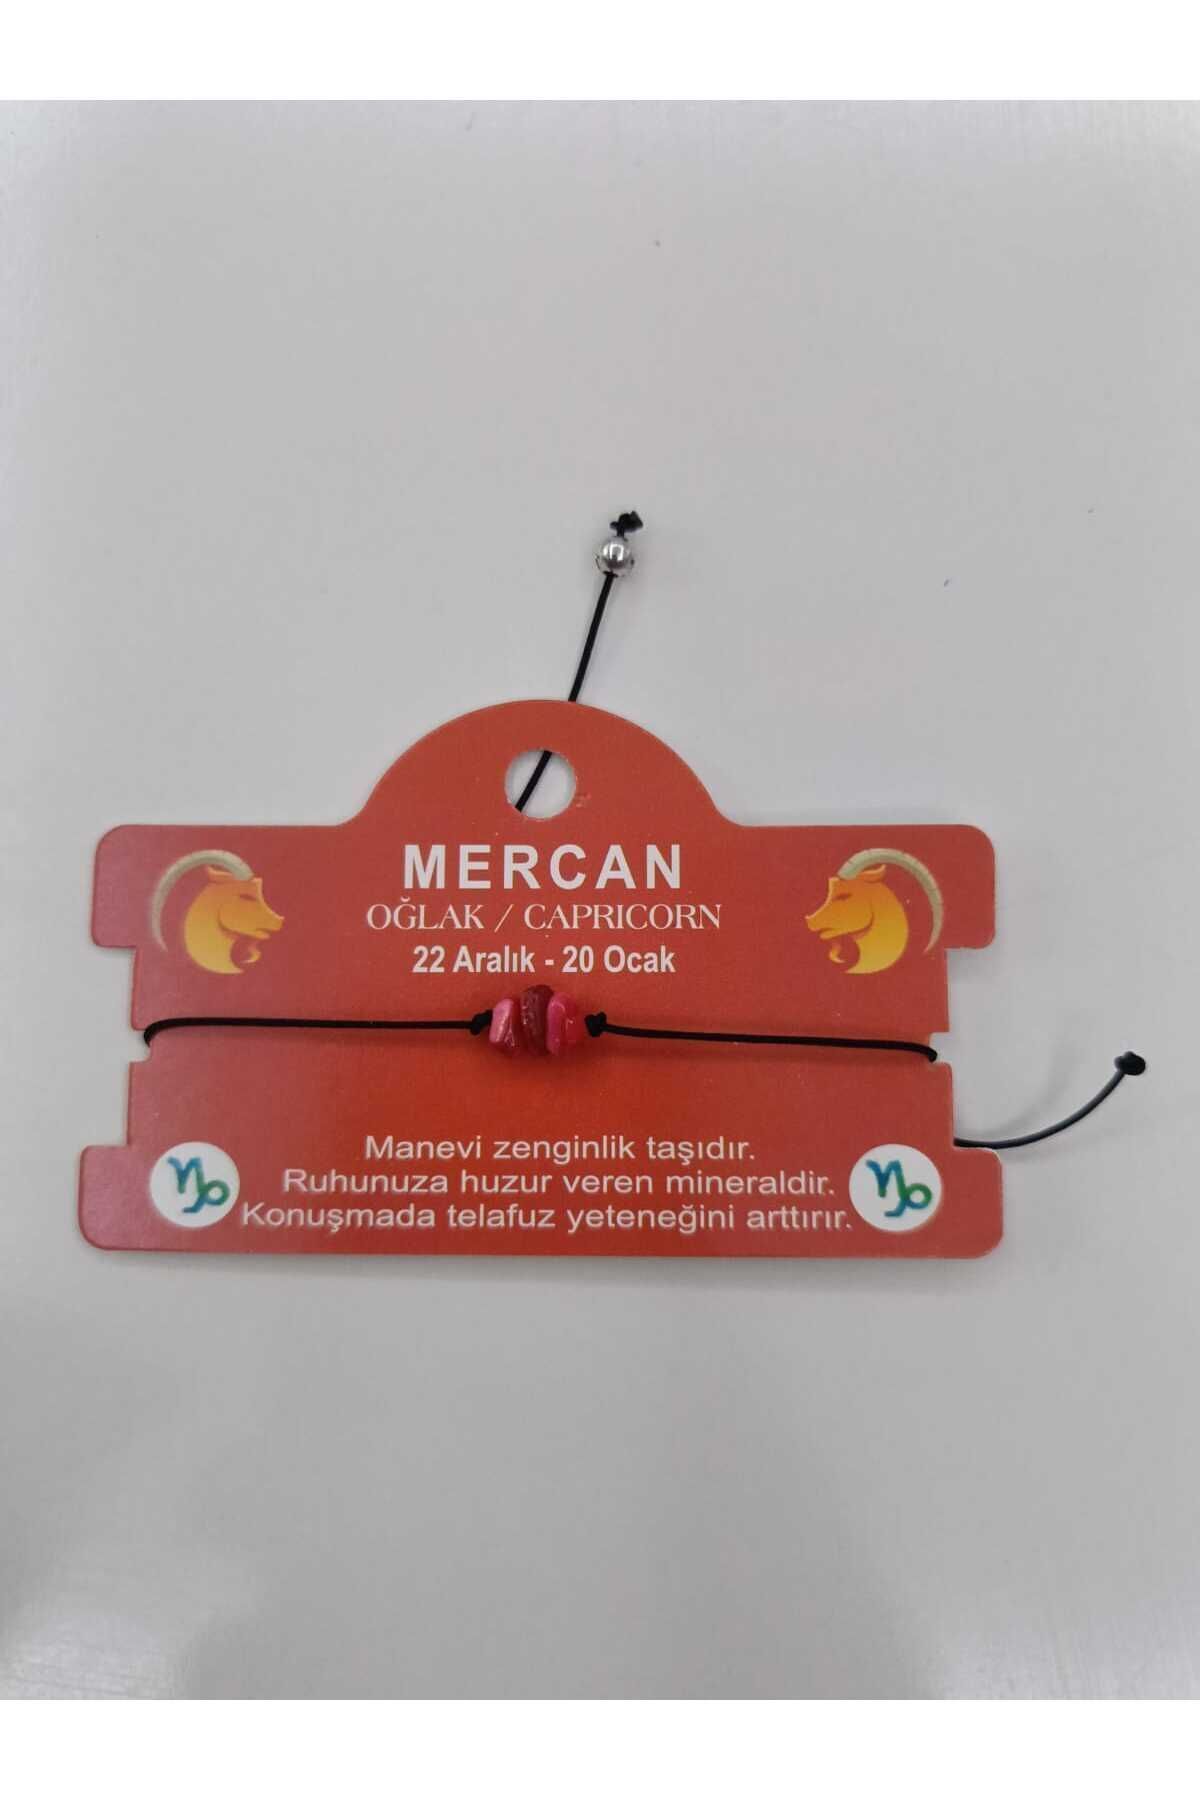 MERCAN
OĞLAK / CAPRICORN
22 Aralık - 20 Ocak
Manevi zenginlik taşıdır.
Ruhunuza huzur veren mineraldir.
Konuşmada telafuz yeteneğini arttırır.